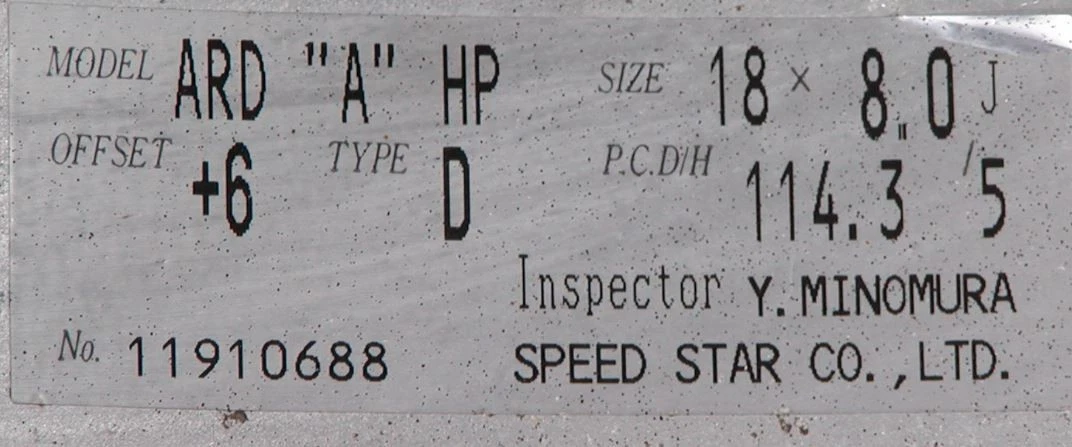 MODEL ARD "A" HP SIZE 18 × 8.0 J
OFFSET +6 TYPE D P.C.D/H 114.3 /5
Inspector Y. MINOMURA
No. 11910688 SPEED STAR CO.,LTD.